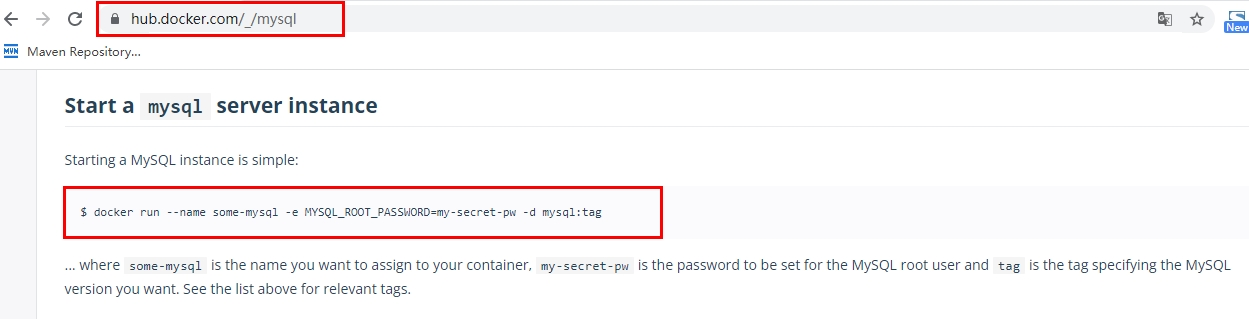 hub.docker.com/_/mysql
New
MVN Maven Repository...
Start a mysql server instance
Starting a MySQL instance is simple:
$ docker run --name some-mysql -e MYSQL_ROOT_PASSWORD=my-secret-pw -d mysql:tag
... where some-mysql is the name you want to assign to your container, my-secret-pw is the password to be set for the MySQL root user and tag is the tag specifying the MySQL
version you want. See the list above for relevant tags.